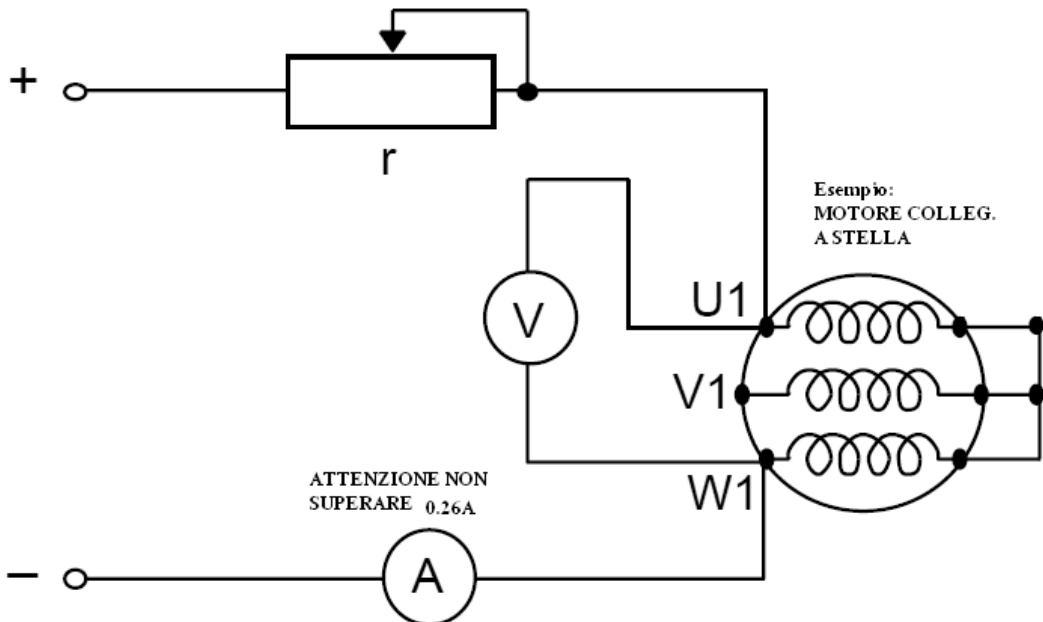 +
r
Esempio:
MOTORE COLLEG.
A STELLA
U1
V
V1
W1
ATTENZIONE NON
SUPERARE 0.26A
A
−